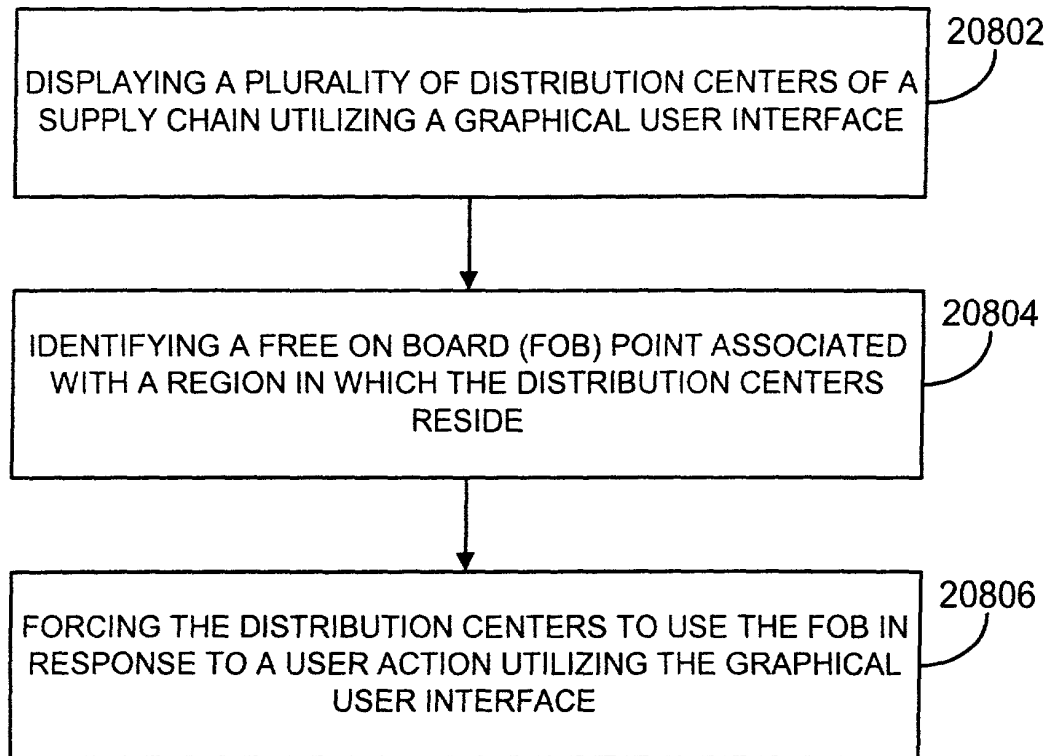 20802
DISPLAYING A PLURALITY OF DISTRIBUTION CENTERS OF A
SUPPLY CHAIN UTILIZING A GRAPHICAL USER INTERFACE
20804
IDENTIFYING A FREE ON BOARD (FOB) POINT ASSOCIATED
WITH A REGION IN WHICH THE DISTRIBUTION CENTERS
RESIDE
20806
FORCING THE DISTRIBUTION CENTERS TO USE THE FOB IN
RESPONSE TO A USER ACTION UTILIZING THE GRAPHICAL
USER INTERFACE